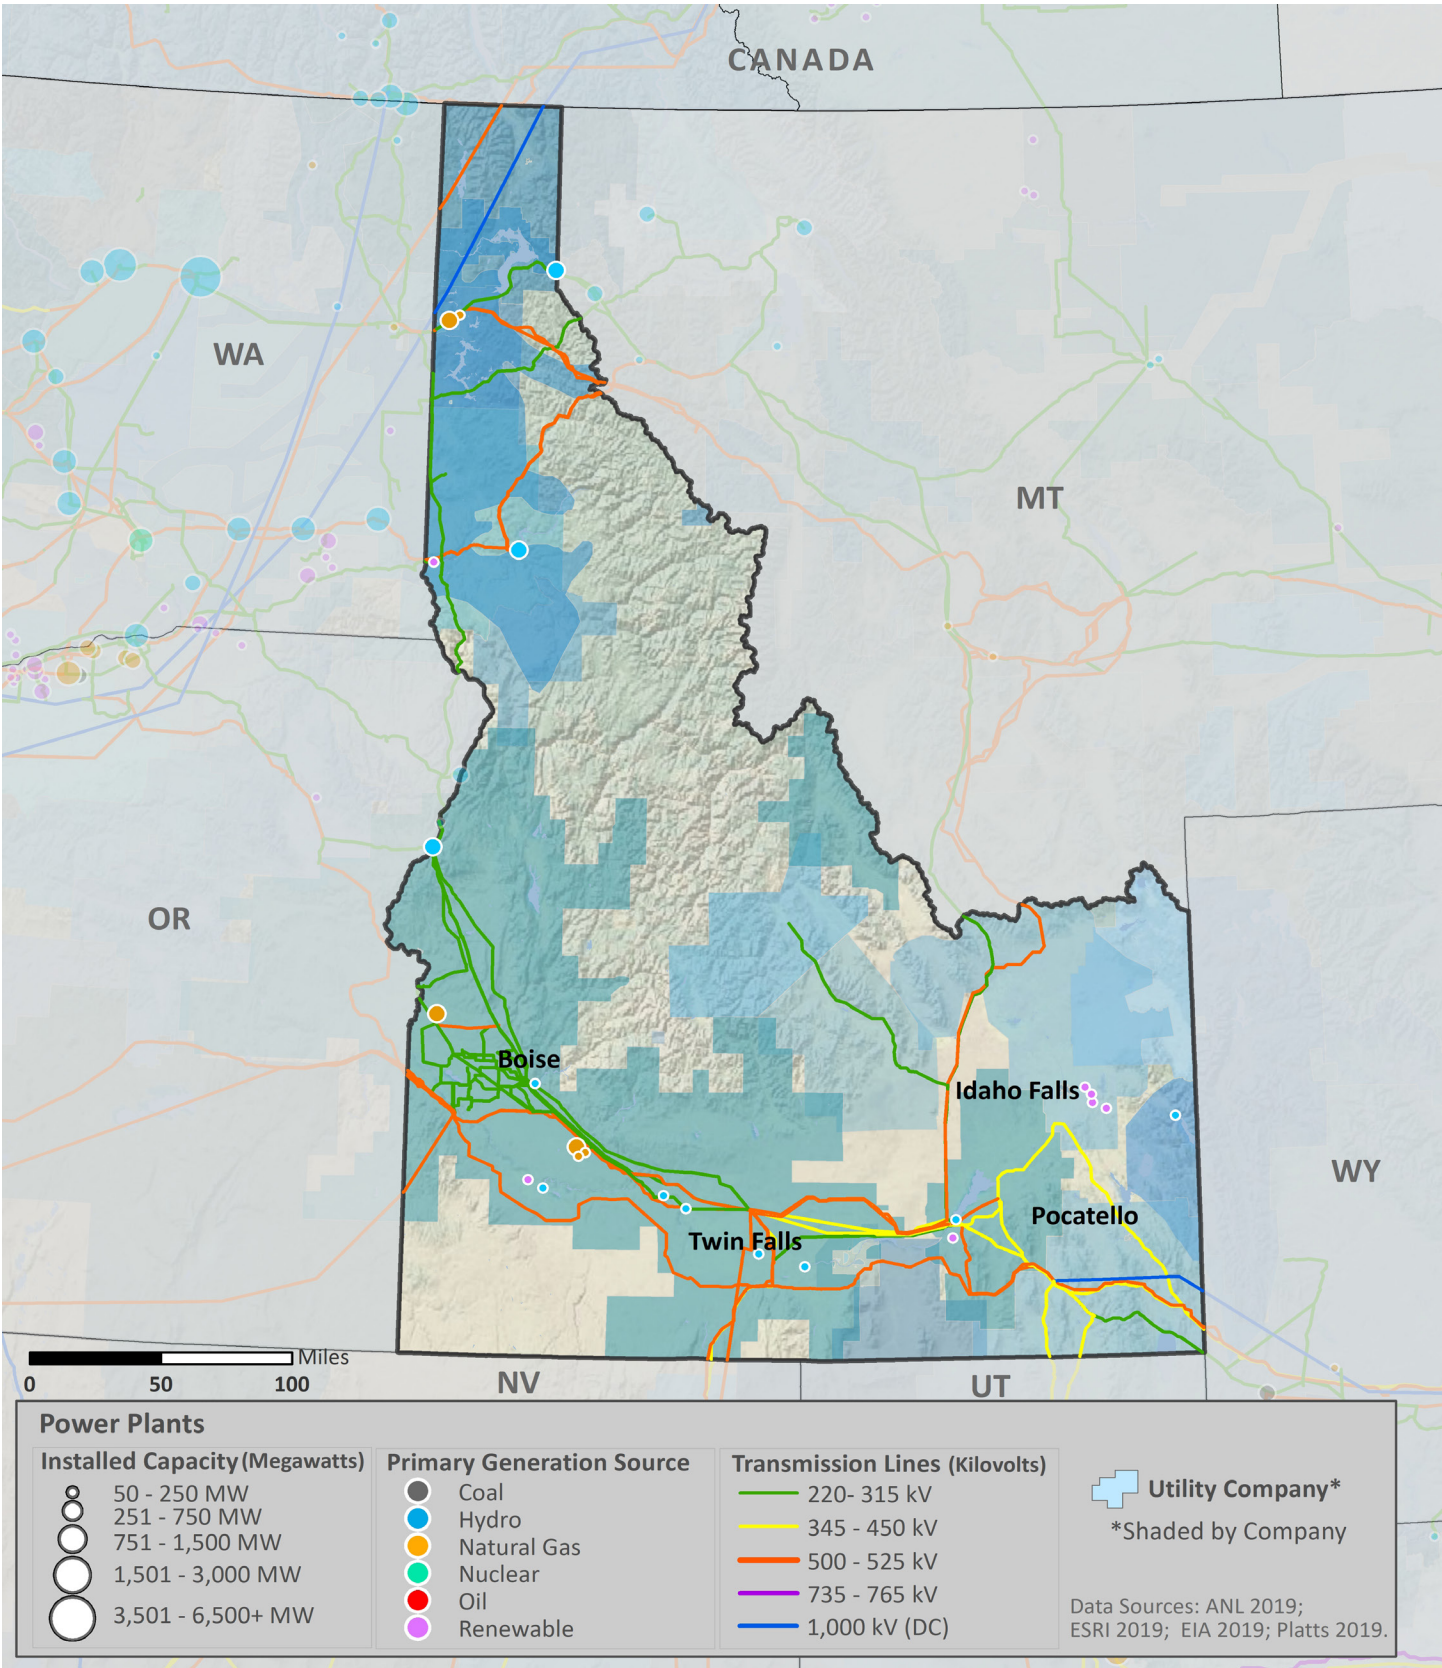 CANADA
WA
MT
OR
Boise
Idaho Falls
WY
Pocatello
Twin Falls
Miles
0 50 100
NV
UT
Power Plants
Installed Capacity (Megawatts)
50 - 250 MW
251 - 750 MW
751 - 1,500 MW
1,501 - 3,000 MW
3,501 - 6,500+ MW
Primary Generation Source
Coal
Hydro
Natural Gas
Nuclear
Oil
Renewable
Transmission Lines (Kilovolts)
220- 315 kV
345 - 450 kV
500 - 525 kV
735 - 765 kV
1,000 kV (DC)
Utility Company*
*Shaded by Company
Data Sources: ANL 2019;
ESRI 2019; EIA 2019; Platts 2019.